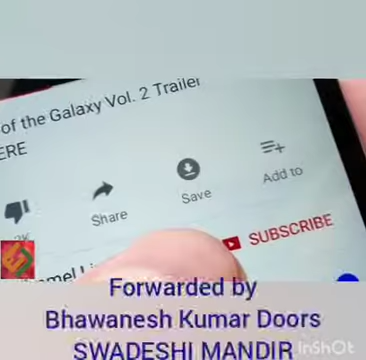 of the Galaxy Vol. 2 Trailer
ERE
Share
Save
Add to
SUBSCRIBE
Forwarded by
Bhawanesh Kumar Doors
SWADESHI MANDIR
InShOt